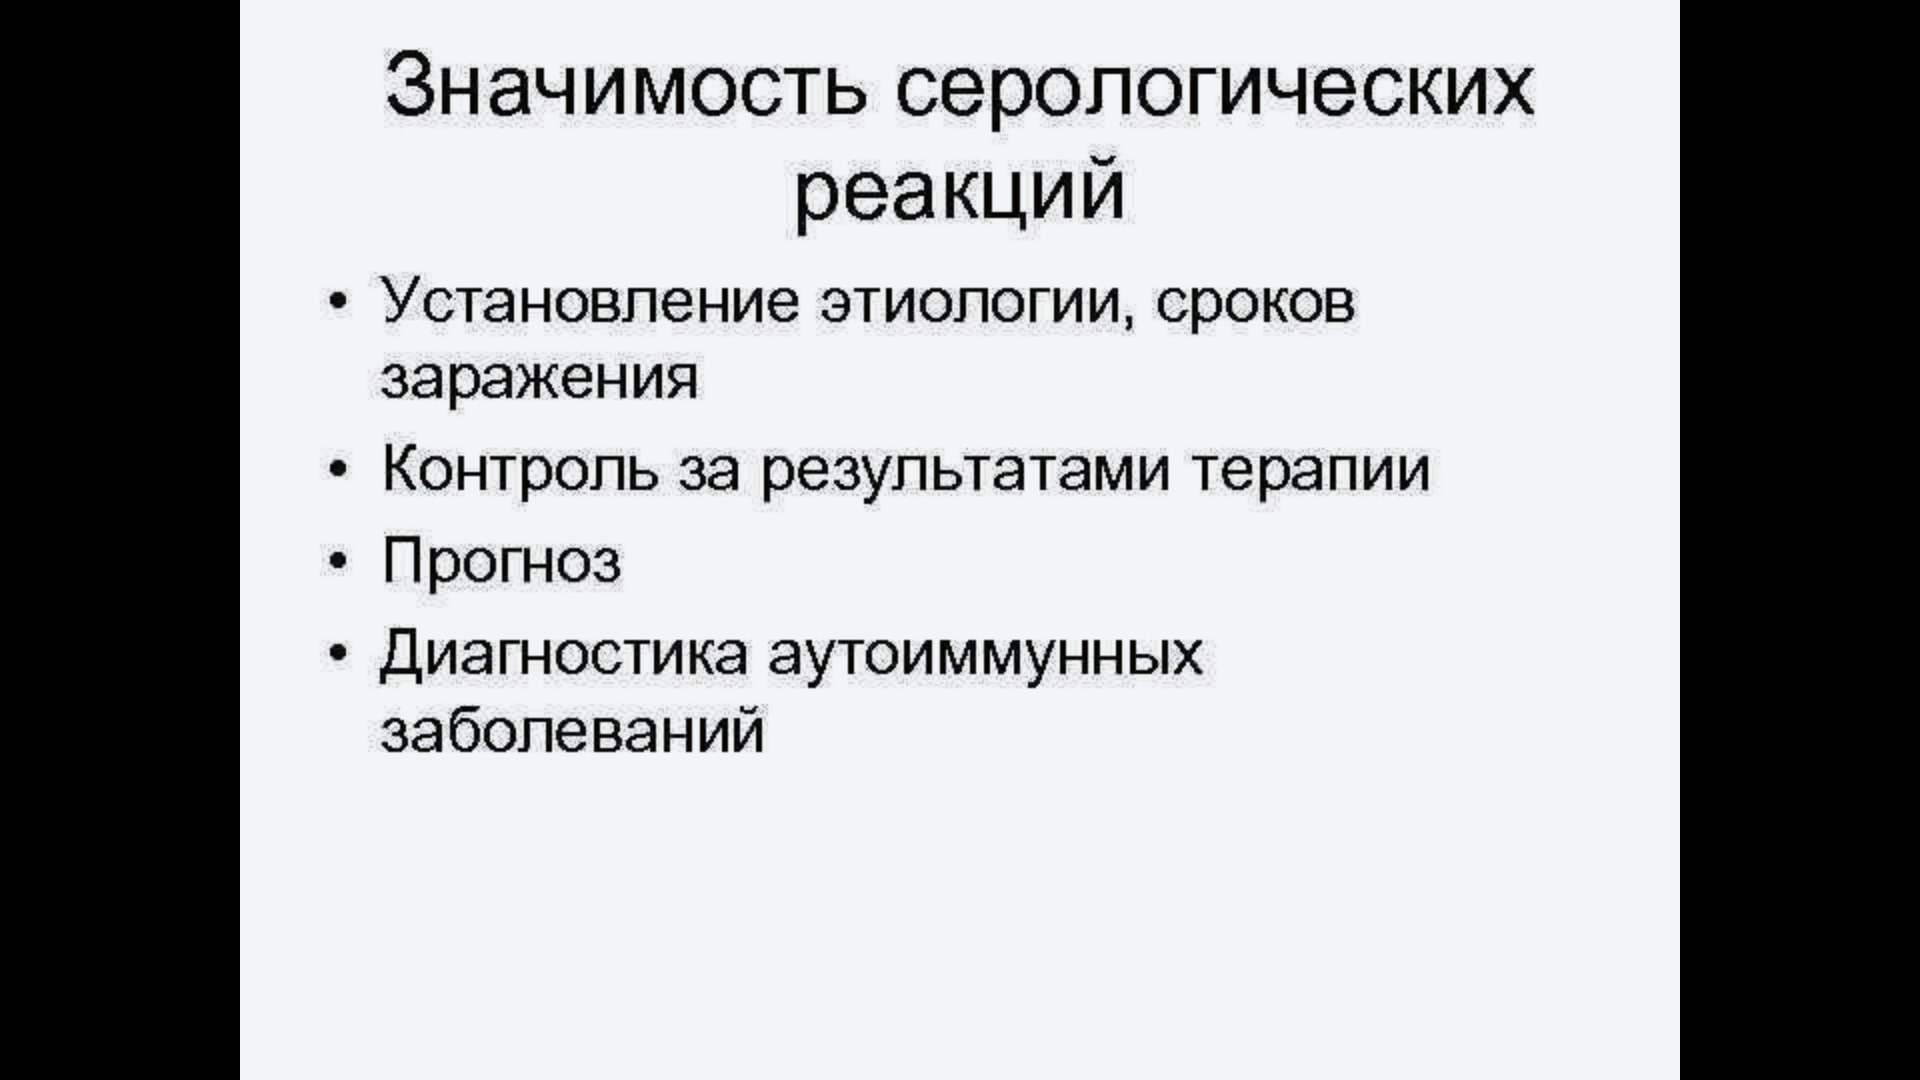 Значимость серологических
реакций
• Установление этиологии, сроков
заражения
• Контроль за результатами терапии
• Прогноз
• Диагностика аутоиммунных
заболеваний